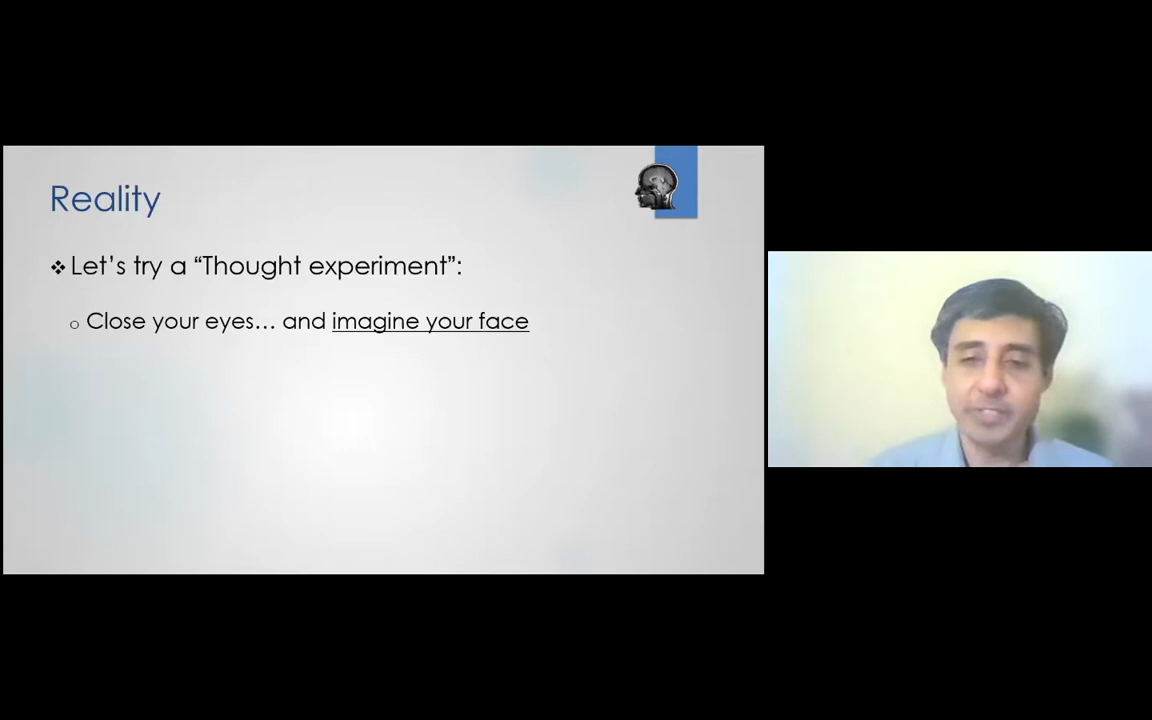 Reality
❖ Let’s try a “Thought experiment”:
o Close your eyes… and imagine your face